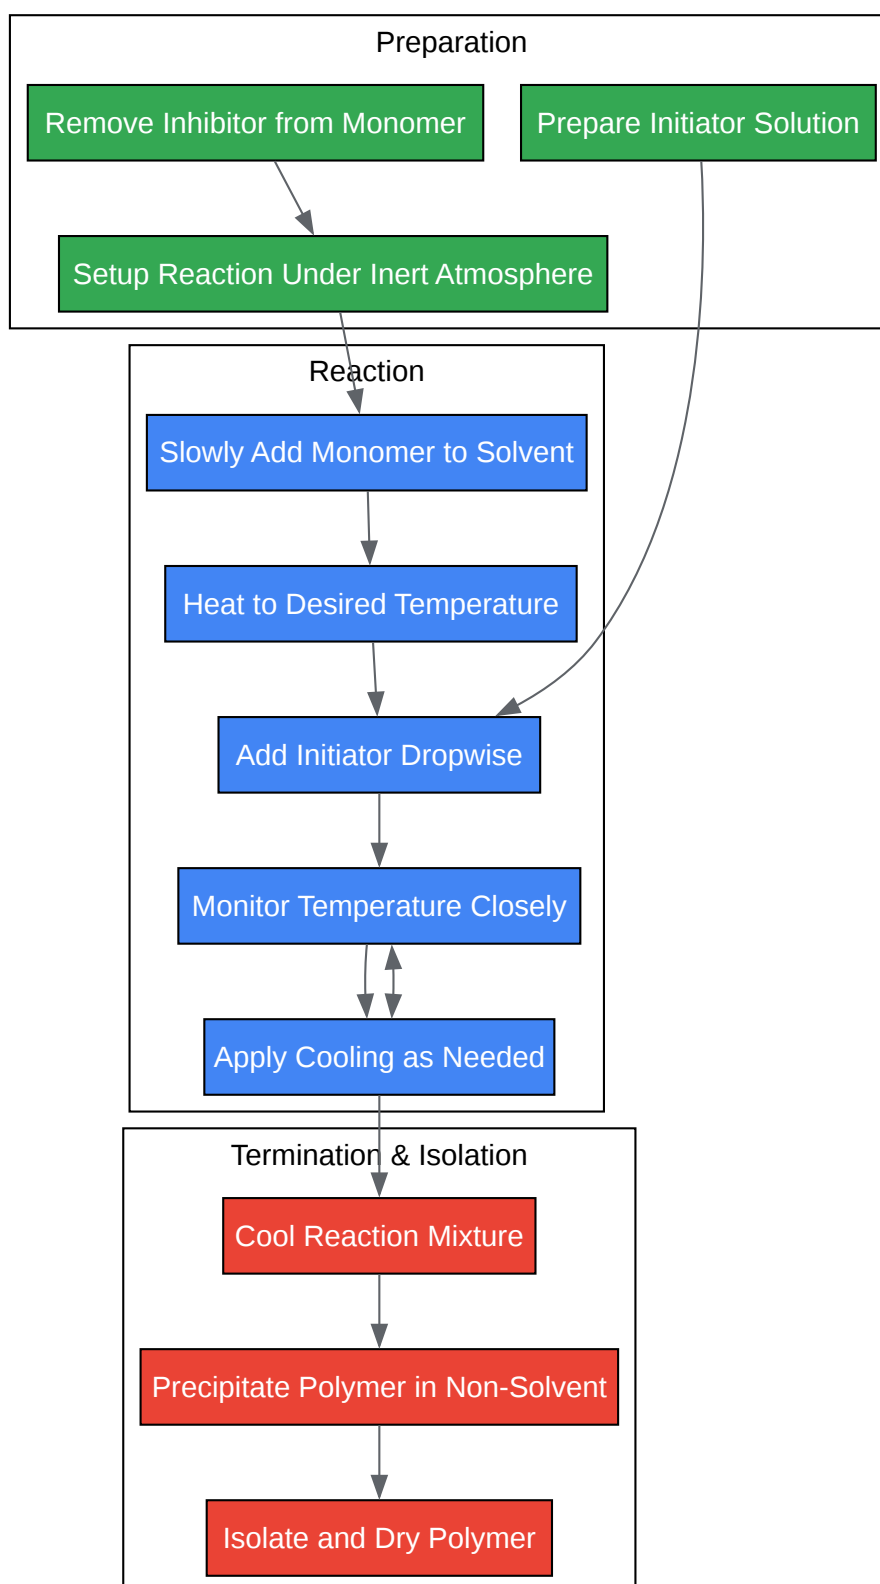 Preparation
Remove Inhibitor from Monomer
Prepare Initiator Solution
Setup Reaction Under Inert Atmosphere
Reaction
Slowly Add Monomer to Solvent
Heat to Desired Temperature
Add Initiator Dropwise
Monitor Temperature Closely
Apply Cooling as Needed
Termination & Isolation
Cool Reaction Mixture
Precipitate Polymer in Non-Solvent
Isolate and Dry Polymer